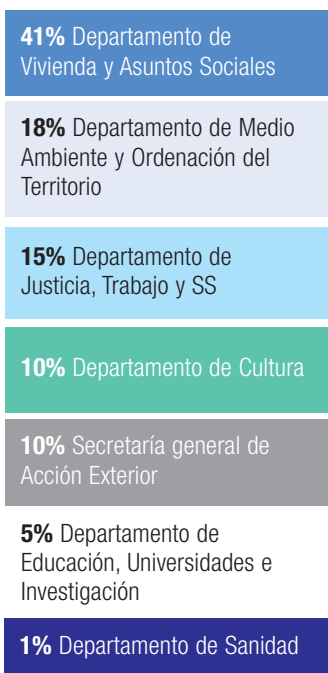 41% Departamento de
Vivienda y Asuntos Sociales
18% Departamento de Medio
Ambiente y Ordenación del
Territorio
15% Departamento de
Justicia, Trabajo y SS
10% Departamento de Cultura
10% Secretaría general de
Acción Exterior
5% Departamento de
Educación, Universidades e
Investigación
1% Departamento de Sanidad